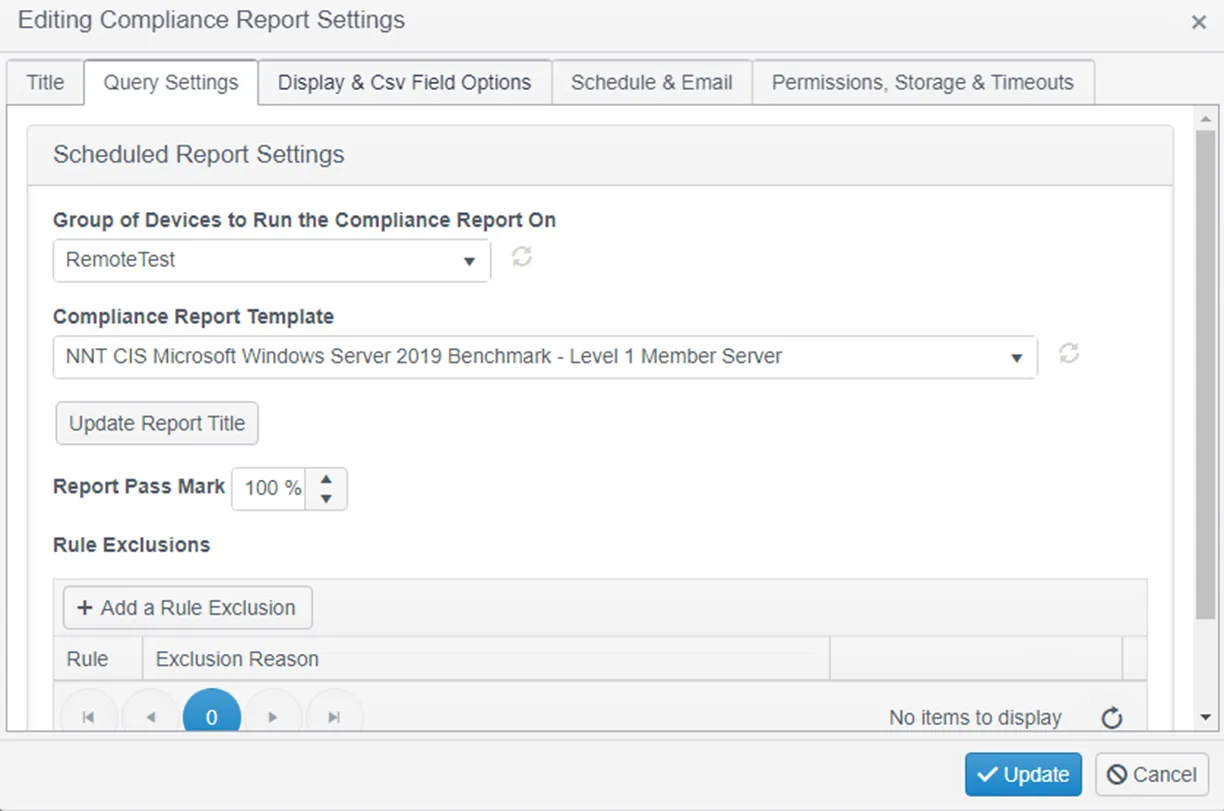 Editing Compliance Report Settings
Title Query Settings Display & Csv Field Options Schedule & Email Permissions, Storage & Timeouts
Scheduled Report Settings
Group of Devices to Run the Compliance Report On
RemoteTest
Compliance Report Template
NNT CIS Microsoft Windows Server 2019 Benchmark - Level 1 Member Server
Update Report Title
Report Pass Mark 100 %
Rule Exclusions
+ Add a Rule Exclusion
Rule Exclusion Reason
0 No items to display
Update Cancel